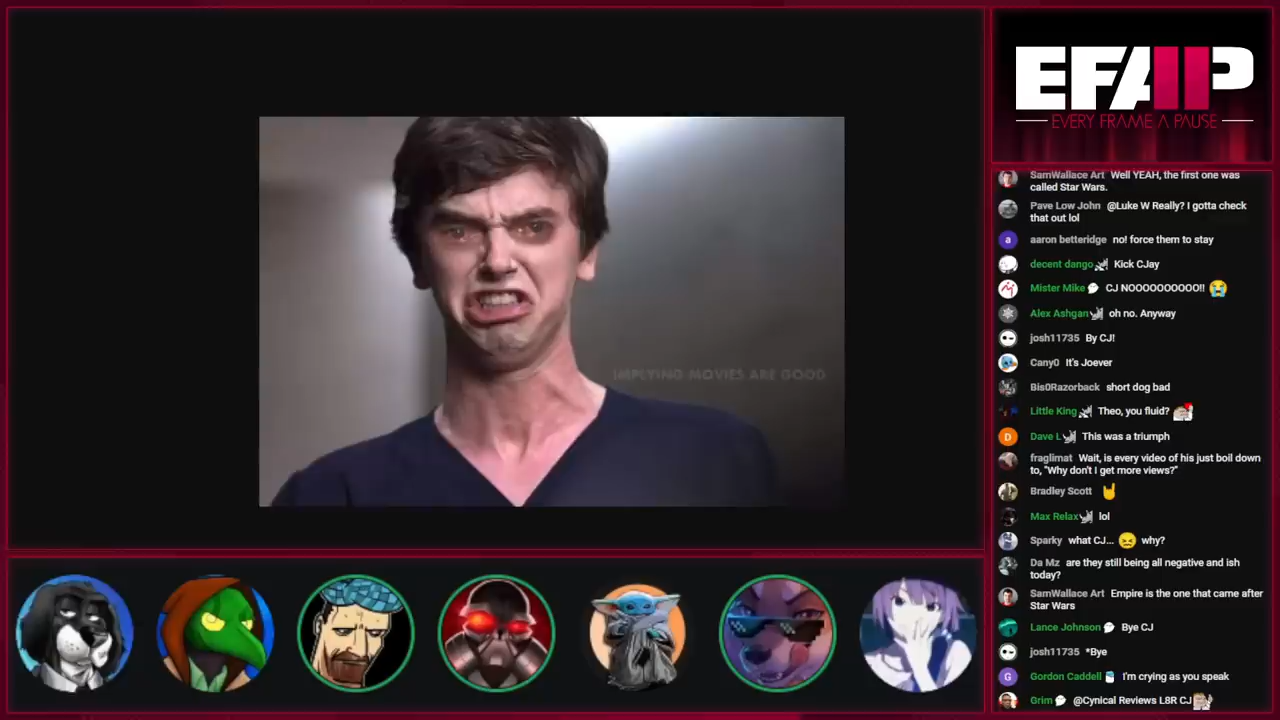 EFAP
EVERY FRAME A PAUSE
IMPLYING MOVIES ARE GOOD
SamWallace Art Well YEAH, the first one was
called Star Wars.
Pave Low John @Luke W Really? I gotta check
that out lol
aaron betteridge no! force them to stay
decent dango Kick CJay
Mister Mike CJ NOOOOOOOOOO!! 😭
Alex Ashgan oh no. Anyway
josh11735 By CJ!
Cany0 It's Joever
Bis0Razorback short dog bad
Little King Theo, you fluid?
Dave L This was a triumph
fraglimat Wait, is every video of his just boil down
to, "Why don't I get more views?"
Bradley Scott 🤘
Max Relax lol
Sparky what CJ... 😣 why?
Da Mz are they still being all negative and ish
today?
SamWallace Art Empire is the one that came after
Star Wars
Lance Johnson Bye CJ
josh11735 *Bye
Gordon Caddell I'm crying as you speak
Grim @Cynical Reviews L8R CJ